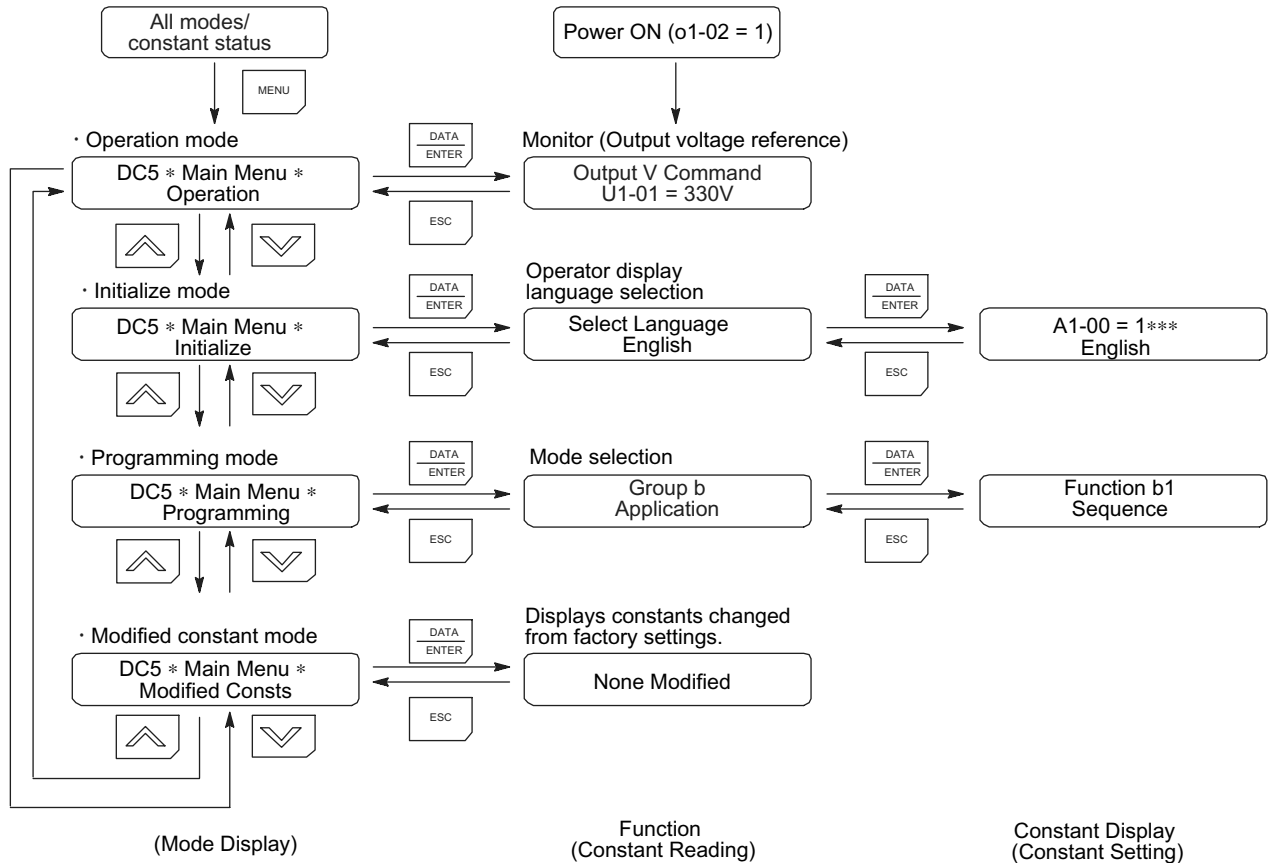 All modes/
constant status
Power ON (o1-02 = 1)
MENU
· Operation mode
DATA
ENTER
Monitor (Output voltage reference)
DC5 * Main Menu *
Operation
Output V Command
U1-01 = 330V
ESC
· Initialize mode
DATA
ENTER
Operator display
language selection
DATA
ENTER
DC5 * Main Menu *
Initialize
Select Language
English
A1-00 = 1***
English
ESC
ESC
· Programming mode
DATA
ENTER
Mode selection
DATA
ENTER
DC5 * Main Menu *
Programming
Group b
Application
Function b1
Sequence
ESC
ESC
· Modified constant mode
DATA
ENTER
Displays constants changed
from factory settings.
DC5 * Main Menu *
Modified Consts
None Modified
ESC
(Mode Display)
Function
(Constant Reading)
Constant Display
(Constant Setting)